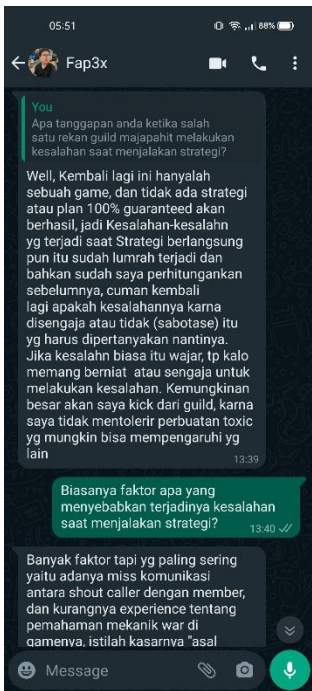 05:51
88%
Fap3x
You
Apa tanggapan anda ketika salah
satu rekan guild majapahit melakukan
kesalahan saat menjalakan strategi?
Well, Kembali lagi ini hanyalah
sebuah game, dan tidak ada strategi
atau plan 100% guaranteed akan
berhasil, jadi Kesalahan-kesalahn
yg terjadi saat Strategi berlangsung
pun itu sudah lumrah terjadi dan
bahkan sudah saya perhitungankan
sebelumnya, cuman kembali
lagi apakah kesalahannya karna
disengaja atau tidak (sabotase) itu
yg harus dipertanyakan nantinya.
Jika kesalahn biasa itu wajar, tp kalo
memang berniat atau sengaja untuk
melakukan kesalahan. Kemungkinan
besar akan saya kick dari guild, karna
saya tidak mentolerir perbuatan toxic
yg mungkin bisa mempengaruhi yg
lain
13:39
Biasanya faktor apa yang
menyebabkan terjadinya kesalahan
saat menjalakan strategi?
13:40
Banyak faktor tapi yg paling sering
yaitu adanya miss komunikasi
antara shout caller dengan member,
dan kurangnya experience tentang
pemahaman mekanik war di
gamenya, istilah kasarnya "asal
Message